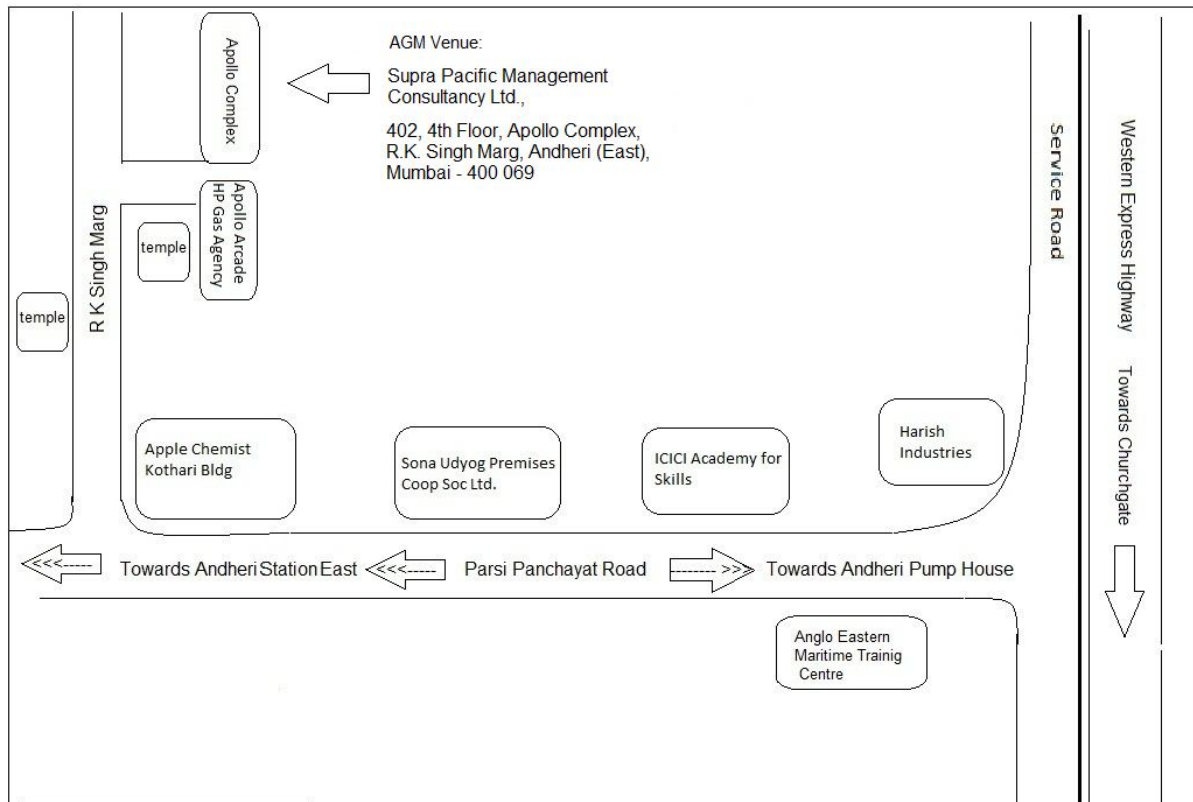 Apollo Complex
AGM Venue:
Supra Pacific Management
Consultancy Ltd.,
402, 4th Floor, Apollo Complex,
R.K. Singh Marg, Andheri (East),
Mumbai - 400 069
Service Road
Western Express Highway
Towards Churchgate
Apollo Arcade
HP Gas Agency
temple
R K Singh Marg
temple
Apple Chemist
Kothari Bldg
Sona Udyog Premises
Coop Soc Ltd.
ICICI Academy for
Skills
Harish
Industries
<<<----- Towards Andheri Station East <<<----- Parsi Panchayat Road -------- >>> Towards Andheri Pump House
Anglo Eastern
Maritime Trainig
Centre